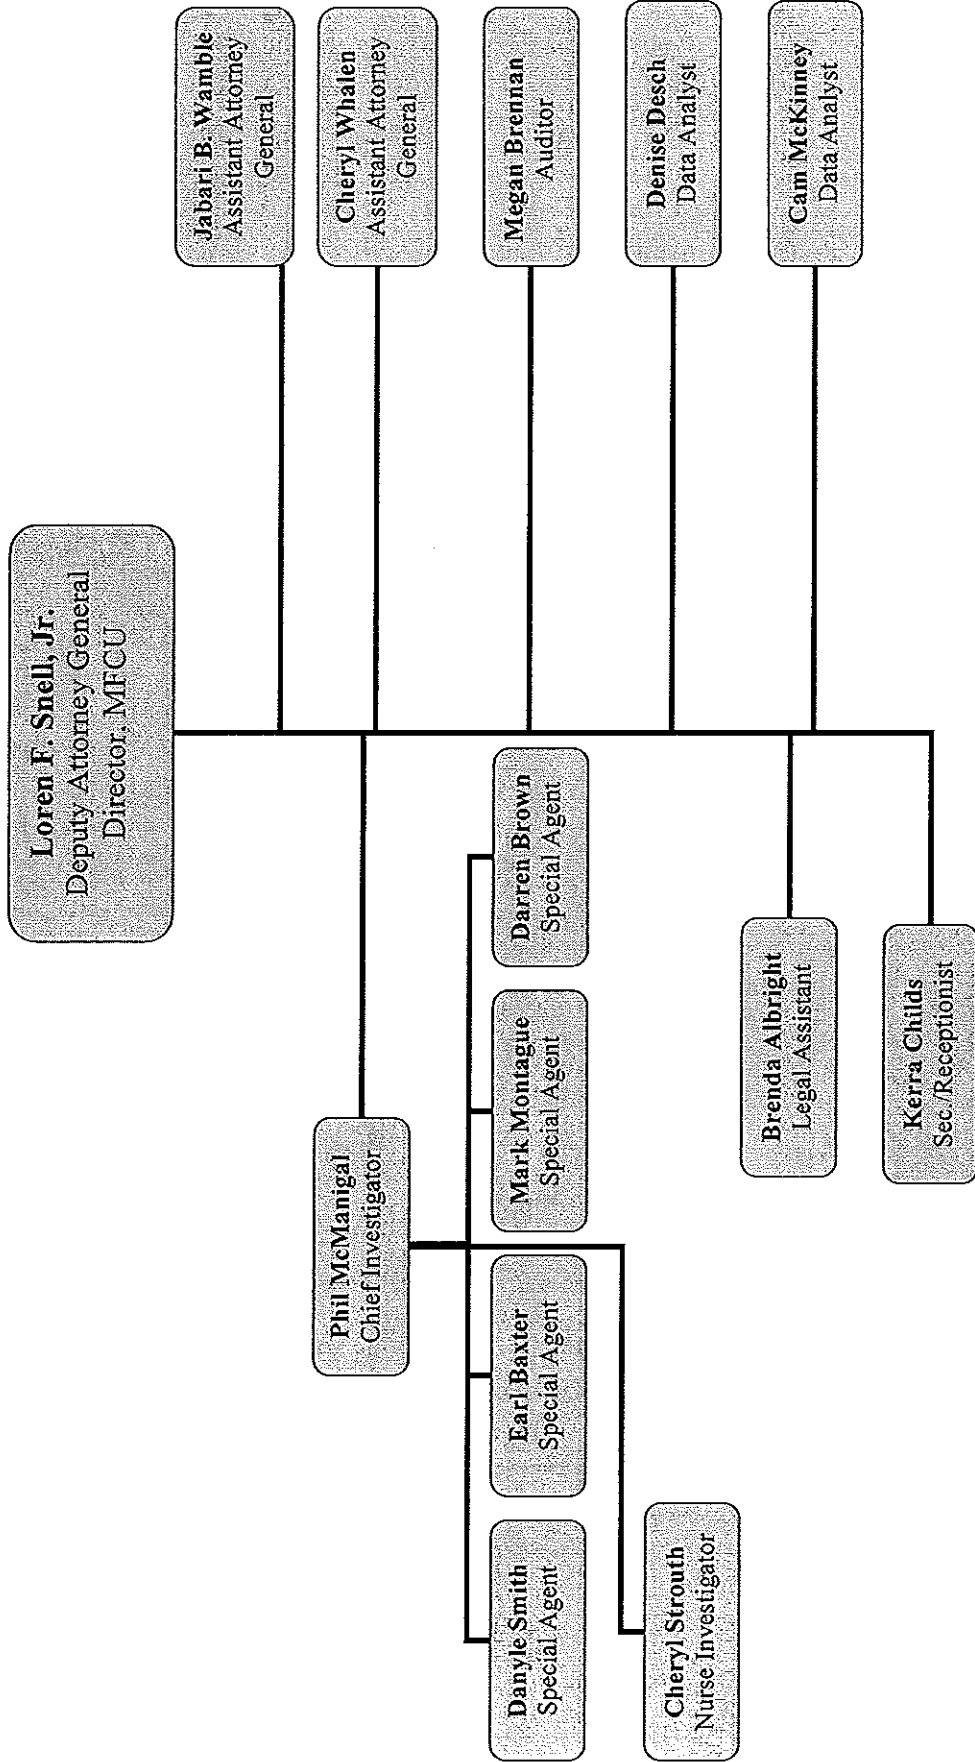 Loren F. Snell, Jr.
Deputy Attorney General
Director, MFCU
Jabari B. Wamble
Assistant Attorney
General
Phil McManigal
Chief Investigator
Cheryl Whalen
Assistant Attorney
General
Danyle Smith
Special Agent
Earl Baxter
Special Agent
Mark Montague
Special Agent
Darren Brown
Special Agent
Megan Brennan
Auditor
Cheryl Strouth
Nurse Investigator
Denise Desch
Data Analyst
Brenda Albright
Legal Assistant
Cam McKinney
Data Analyst
Kerra Childs
Sec./Receptionist